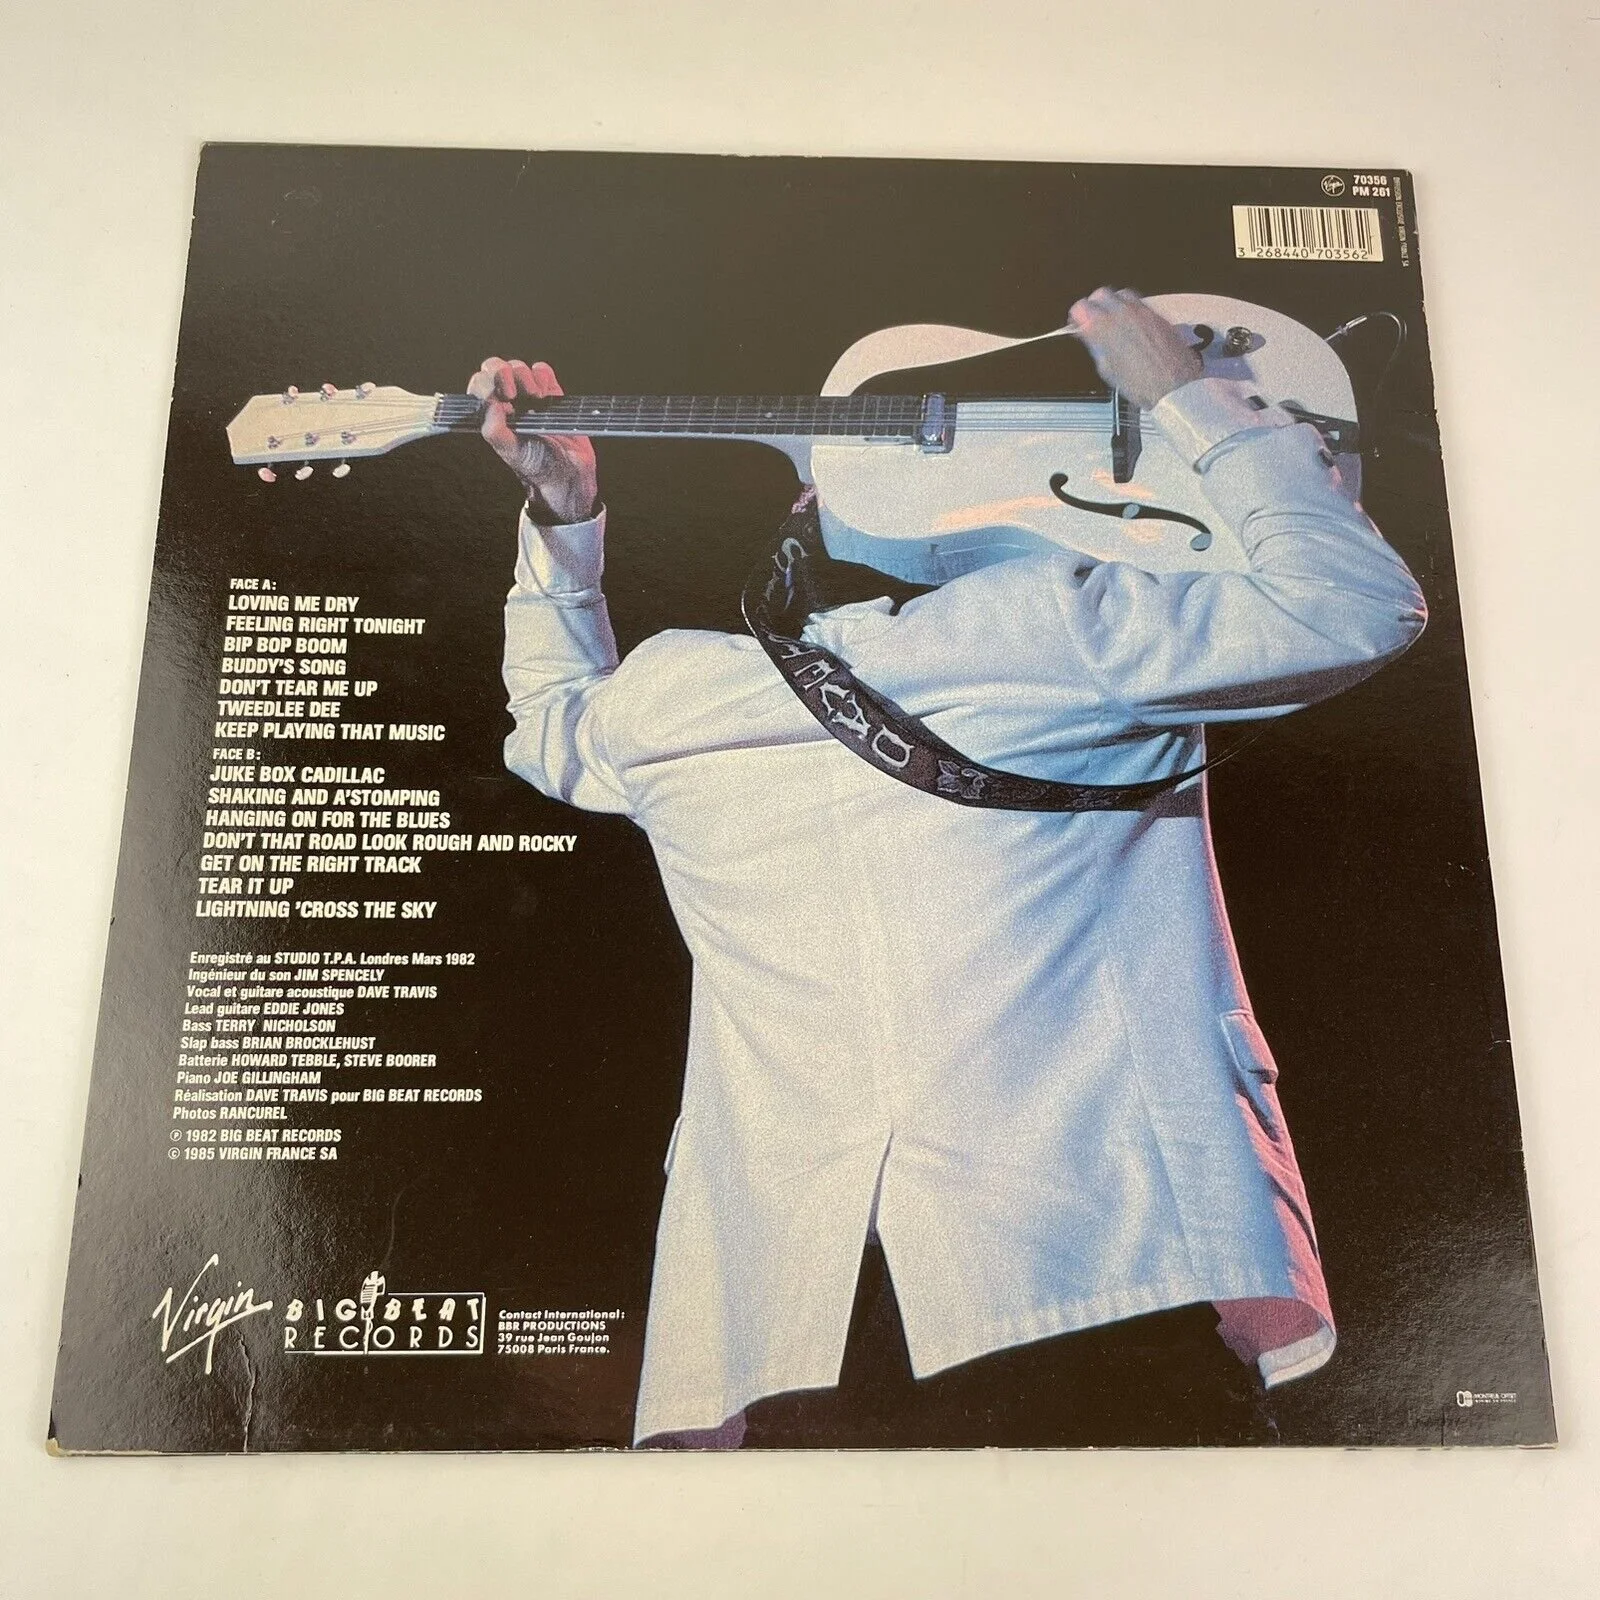 Virgin
70356
PM 261
DIFFUSION EXCLUSIVE VIRGIN FRANCE SA
3 268440 703562
FACE A:
LOVING ME DRY
FEELING RIGHT TONIGHT
BIP BOP BOOM
BUDDY'S SONG
DON'T TEAR ME UP
TWEEDLEE DEE
KEEP PLAYING THAT MUSIC
FACE B:
JUKE BOX CADILLAC
SHAKING AND A'STOMPING
HANGING ON FOR THE BLUES
DON'T THAT ROAD LOOK ROUGH AND ROCKY
GET ON THE RIGHT TRACK
TEAR IT UP
LIGHTNING 'CROSS THE SKY
Enregistré au STUDIO T.P.A. Londres Mars 1982
Ingénieur du son JIM SPENCELY
Vocal et guitare acoustique DAVE TRAVIS
Lead guitare EDDIE JONES
Bass TERRY NICHOLSON
Slap bass BRIAN BROCKLEHUST
Batterie HOWARD TEBBLE, STEVE BOORER
Piano JOE GILLINGHAM
Réalisation DAVE TRAVIS pour BIG BEAT RECORDS
Photos RANCUREL
℗ 1982 BIG BEAT RECORDS
© 1985 VIRGIN FRANCE SA
Virgin
BIG BEAT
RECORDS
Contact International:
BBR PRODUCTIONS
39 rue Jean Goujon
75008 Paris France.